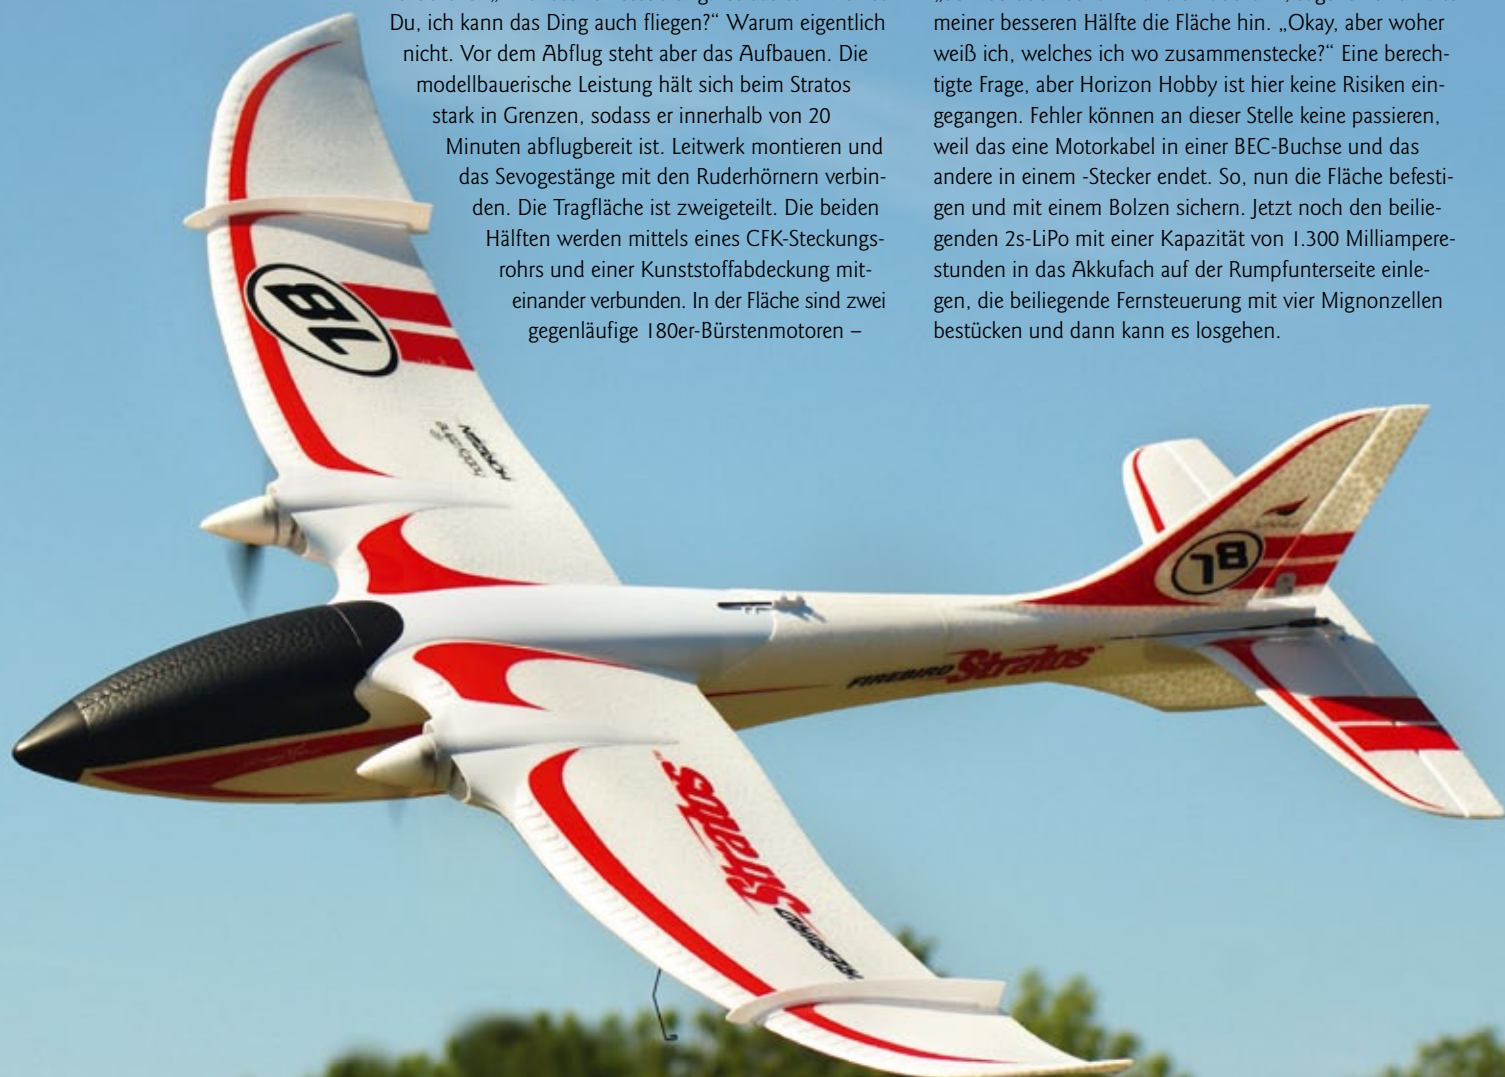 Du, ich kann das Ding auch fliegen?“ Warum eigentlich
nicht. Vor dem Abflug steht aber das Aufbauen. Die
modellbauerische Leistung hält sich beim Stratos
stark in Grenzen, sodass er innerhalb von 20
Minuten abflugbereit ist. Leitwerk montieren und
das Sevogestänge mit den Ruderhörnern verbin-
den. Die Tragfläche ist zweigeteilt. Die beiden
Hälften werden mittels eines CFK-Steckungs-
rohrs und einer Kunststoffabdeckung mit-
einander verbunden. In der Fläche sind zwei
gegenläufige 180er-Bürstenmotoren –
meiner besseren Hälfte die Fläche hin. „Okay, aber woher
weiß ich, welches ich wo zusammenstecke?“ Eine berech-
tigte Frage, aber Horizon Hobby ist hier keine Risiken ein-
gegangen. Fehler können an dieser Stelle keine passieren,
weil das eine Motorkabel in einer BEC-Buchse und das
andere in einem -Stecker endet. So, nun die Fläche befesti-
gen und mit einem Bolzen sichern. Jetzt noch den beilie-
genden 2s-LiPo mit einer Kapazität von 1.300 Milliampere-
stunden in das Akkufach auf der Rumpfunterseite einle-
gen, die beiliegende Fernsteuerung mit vier Mignonzellen
bestücken und dann kann es losgehen.
18
HORIZON
18
FIREBIRD Stratos
Stratos
FIREBIRD